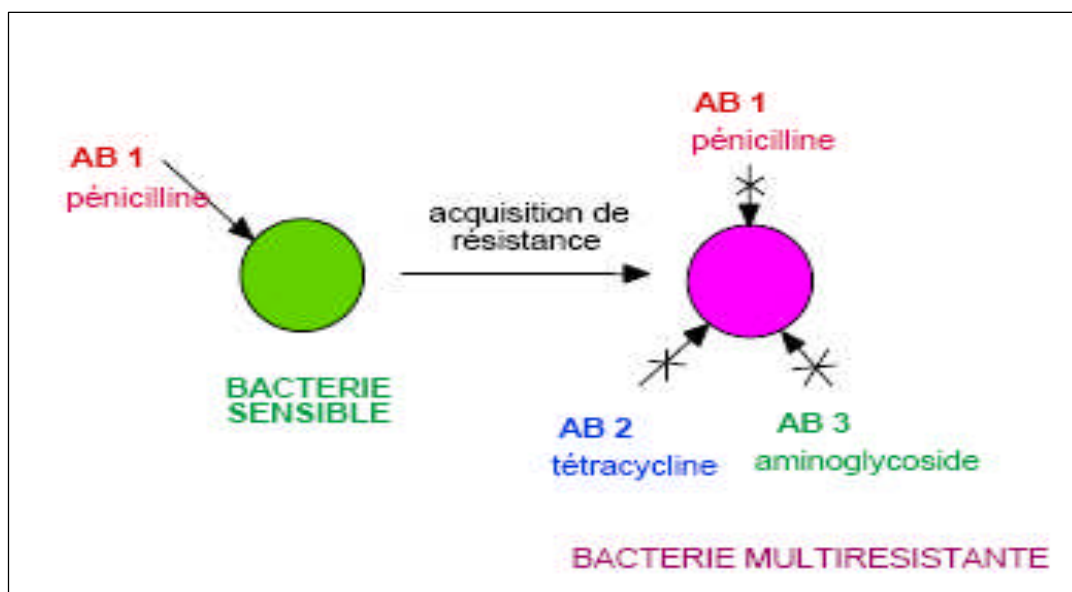 AB 1
pénicilline
BACTERIE
SENSIBLE
acquisition de
résistance
AB 1
pénicilline
AB 2
tétracycline
AB 3
aminoglycoside
BACTERIE MULTIRESISTANTE